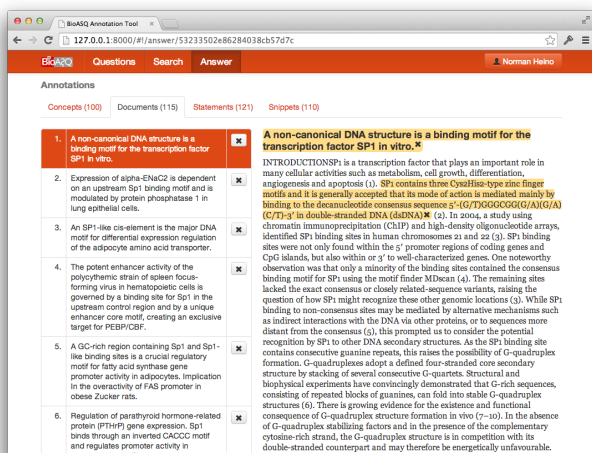 BioASQ Annotation Tool
127.0.0.1:8000/#!/answer/53233502e86284038cb57d7c
BioASQ Questions Search Answer Norman Heino
Annotations
Concepts (100) Documents (115) Statements (121) Snippets (110)
1. A non-canonical DNA structure is a
binding motif for the transcription factor
SP1 in vitro.
2. Expression of alpha-ENaC2 is dependent
on an upstream Sp1 binding motif and is
modulated by protein phosphatase 1 in
lung epithelial cells.
3. An SP1-like cis-element is the major DNA
motif for differential expression regulation
of the adipocyte amino acid transporter.
4. The potent enhancer activity of the
polycythemic strain of spleen focus-
forming virus in hematopoietic cells is
governed by a binding site for Sp1 in the
upstream control region and by a unique
enhancer core motif, creating an exclusive
target for PEBP/CBF.
5. A GC-rich region containing Sp1 and Sp1-
like binding sites is a crucial regulatory
motif for fatty acid synthase gene
promoter activity in adipocytes. Implication
In the overactivity of FAS promoter in
obese Zucker rats.
6. Regulation of parathyroid hormone-related
protein (PTHrP) gene expression. Sp1
binds through an inverted CACCC motif
and regulates promoter activity in
A non-canonical DNA structure is a binding motif for the
transcription factor SP1 in vitro.
INTRODUCTIONSP1 is a transcription factor that plays an important role in
many cellular activities such as metabolism, cell growth, differentiation,
angiogenesis and apoptosis (1). SP1 contains three Cys2His2-type zinc finger
motifs and it is generally accepted that its mode of action is mediated mainly by
binding to the decanucleotide consensus sequence 5′-(G/T)GGGCGG(G/A)(G/A)
(C/T)-3′ in double-stranded DNA (dsDNA) (2). In 2004, a study using
chromatin immunoprecipitation (ChIP) and high-density oligonucleotide arrays,
identified SP1 binding sites in human chromosomes 21 and 22 (3). SP1 binding
sites were not only found within the 5′ promoter regions of coding genes and
CpG islands, but also within or 3′ to well-characterized genes. One noteworthy
observation was that only a minority of the binding sites contained the consensus
binding motif for SP1 using the motif finder MDscan (4). The remaining sites
lacked the exact consensus or closely related-sequence variants, raising the
question of how SP1 might recognize these other genomic locations (3). While SP1
binding to non-consensus sites may be mediated by alternative mechanisms such
as indirect interactions with the DNA via other proteins, or to sequences more
distant from the consensus (5), this prompted us to consider the potential
recognition by SP1 to other DNA secondary structures. As the SP1 binding site
contains consecutive guanine repeats, this raises the possibility of G-quadruplex
formation. G-quadruplexes adopt a defined four-stranded core secondary
structure by stacking of several consecutive G-quartets. Structural and
biophysical experiments have convincingly demonstrated that G-rich sequences,
consisting of repeated blocks of guanines, can fold into stable G-quadruplex
structures (6). There is growing evidence for the existence and functional
consequence of G-quadruplex structure formation in vivo (7–10). In the absence
of G-quadruplex stabilizing factors and in the presence of the complementary
cytosine-rich strand, the G-quadruplex structure is in competition with its
double-stranded counterpart and may therefore be energetically unfavourable.